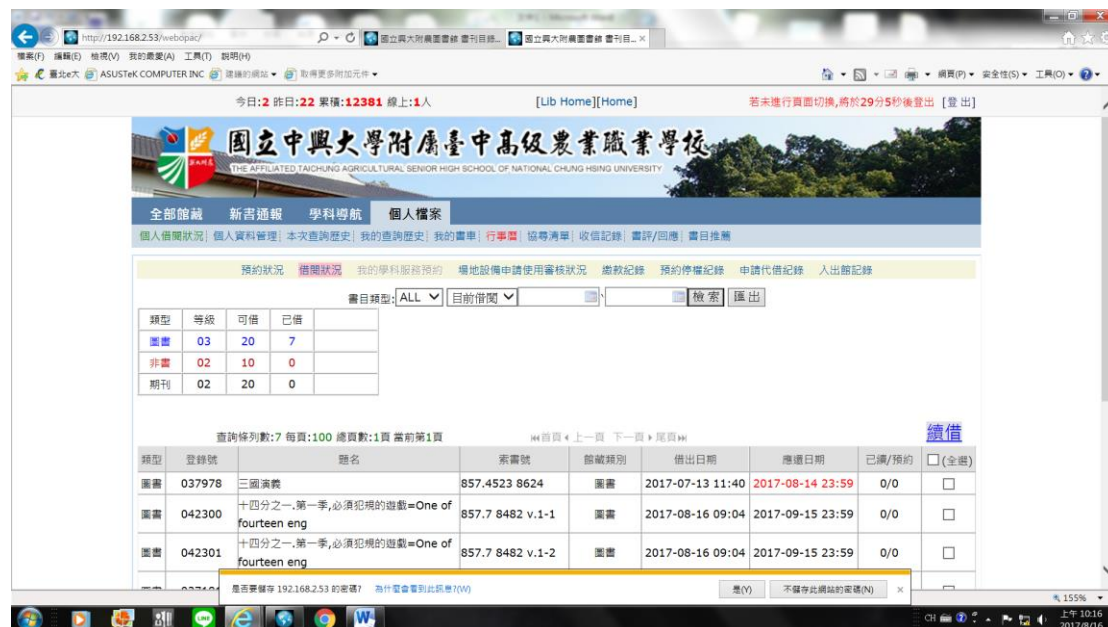 http://192.168.2.53/webopac/
國立興大附農圖書館 書刊目錄...
國立興大附農圖書館 書刊目...
檔案(F) 編輯(E) 檢視(V) 我的最愛(A) 工具(T) 說明(H)
臺北e大 ASUSTeK COMPUTER INC 建議的網站 取得更多附加元件
網頁(P) 安全性(S) 工具(O)
今日:2 昨日:22 累積:12381 線上:1人 [Lib Home][Home] 若未進行頁面切換,將於29分5秒後登出 [登出]
國立中興大學附屬臺中高級農業職業學校
THE AFFILIATED TAICHUNG AGRICULTURAL SENIOR HIGH SCHOOL OF NATIONAL CHUNG HSING UNIVERSITY
全部館藏 新書通報 學科導航 個人檔案
個人借閱狀況 個人資料管理 本次查詢歷史 我的查詢歷史 我的書車 行事曆 協尋清單 收信記錄 書評/回應 書目推薦
預約狀況 借閱狀況 我的學科服務預約 場地設備申請使用審核狀況 繳款紀錄 預約停權紀錄 申請代借紀錄 入出館記錄
書目類型: ALL 目前借閱 、 檢索 匯出
類型 等級 可借 已借
圖書 03 20 7
非書 02 10 0
期刊 02 20 0
續借
查詢條列數:7 每頁:100 總頁數:1頁 當前第1頁 首頁 上一頁 下一頁 尾頁
類型 登錄號 題名 索書號 館藏類別 借出日期 應還日期 已續/預約 (全選)
圖書 037978 三國演義 857.4523 8624 圖書 2017-07-13 11:40 2017-08-14 23:59 0/0
圖書 042300 十四分之一.第一季,必須犯規的遊戲=One of fourteen eng 857.7 8482 v.1-1 圖書 2017-08-16 09:04 2017-09-15 23:59 0/0
圖書 042301 十四分之一.第一季,必須犯規的遊戲=One of fourteen eng 857.7 8482 v.1-2 圖書 2017-08-16 09:04 2017-09-15 23:59 0/0
是否要儲存 192.168.2.53 的密碼? 為什麼會看到此訊息?(W) 是(Y) 不儲存此網站的密碼(N)
155%
CH 上午 10:16
2017/8/16